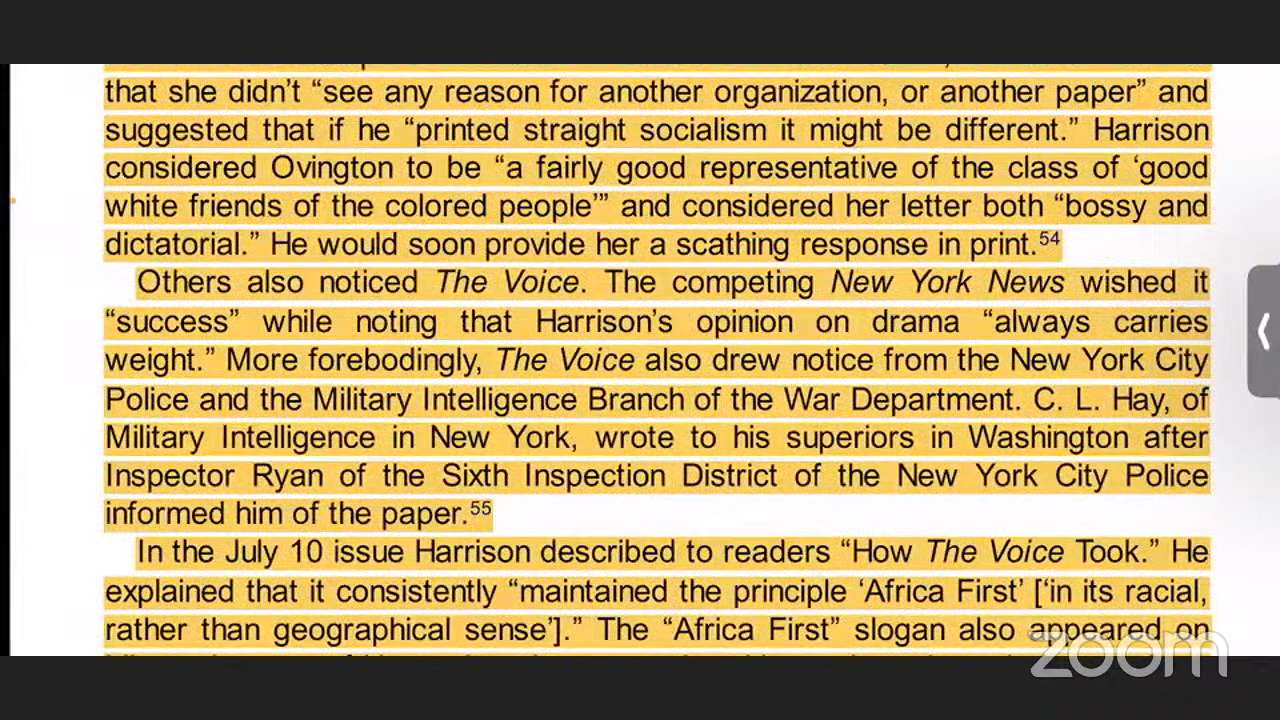 that she didn’t “see any reason for another organization, or another paper” and
suggested that if he “printed straight socialism it might be different.” Harrison
considered Ovington to be “a fairly good representative of the class of ‘good
white friends of the colored people’” and considered her letter both “bossy and
dictatorial.” He would soon provide her a scathing response in print.54
Others also noticed The Voice. The competing New York News wished it
“success” while noting that Harrison’s opinion on drama “always carries
weight.” More forebodingly, The Voice also drew notice from the New York City
Police and the Military Intelligence Branch of the War Department. C. L. Hay, of
Military Intelligence in New York, wrote to his superiors in Washington after
Inspector Ryan of the Sixth Inspection District of the New York City Police
informed him of the paper.55
In the July 10 issue Harrison described to readers “How The Voice Took.” He
explained that it consistently “maintained the principle ‘Africa First’ [‘in its racial,
rather than geographical sense’].” The “Africa First” slogan also appeared on
zoom